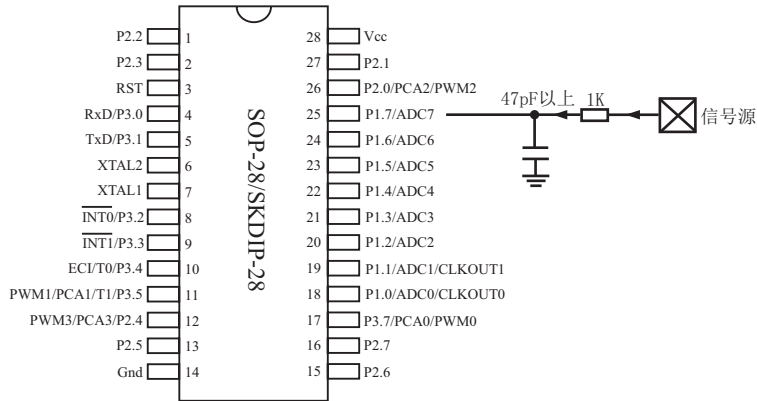 P2.2 1
P2.3 2
RST 3
RxD/P3.0 4
TxD/P3.1 5
XTAL2 6
XTAL1 7
INT0/P3.2 8
INT1/P3.3 9
ECI/T0/P3.4 10
PWM1/PCA1/T1/P3.5 11
PWM3/PCA3/P2.4 12
P2.5 13
Gnd 14
SOP-28/SKDIP-28
28 Vcc
27 P2.1
26 P2.0/PCA2/PWM2
25 P1.7/ADC7
24 P1.6/ADC6
23 P1.5/ADC5
22 P1.4/ADC4
21 P1.3/ADC3
20 P1.2/ADC2
19 P1.1/ADC1/CLKOUT1
18 P1.0/ADC0/CLKOUT0
17 P3.7/PCA0/PWM0
16 P2.7
15 P2.6
47pF以上 1K
信号源